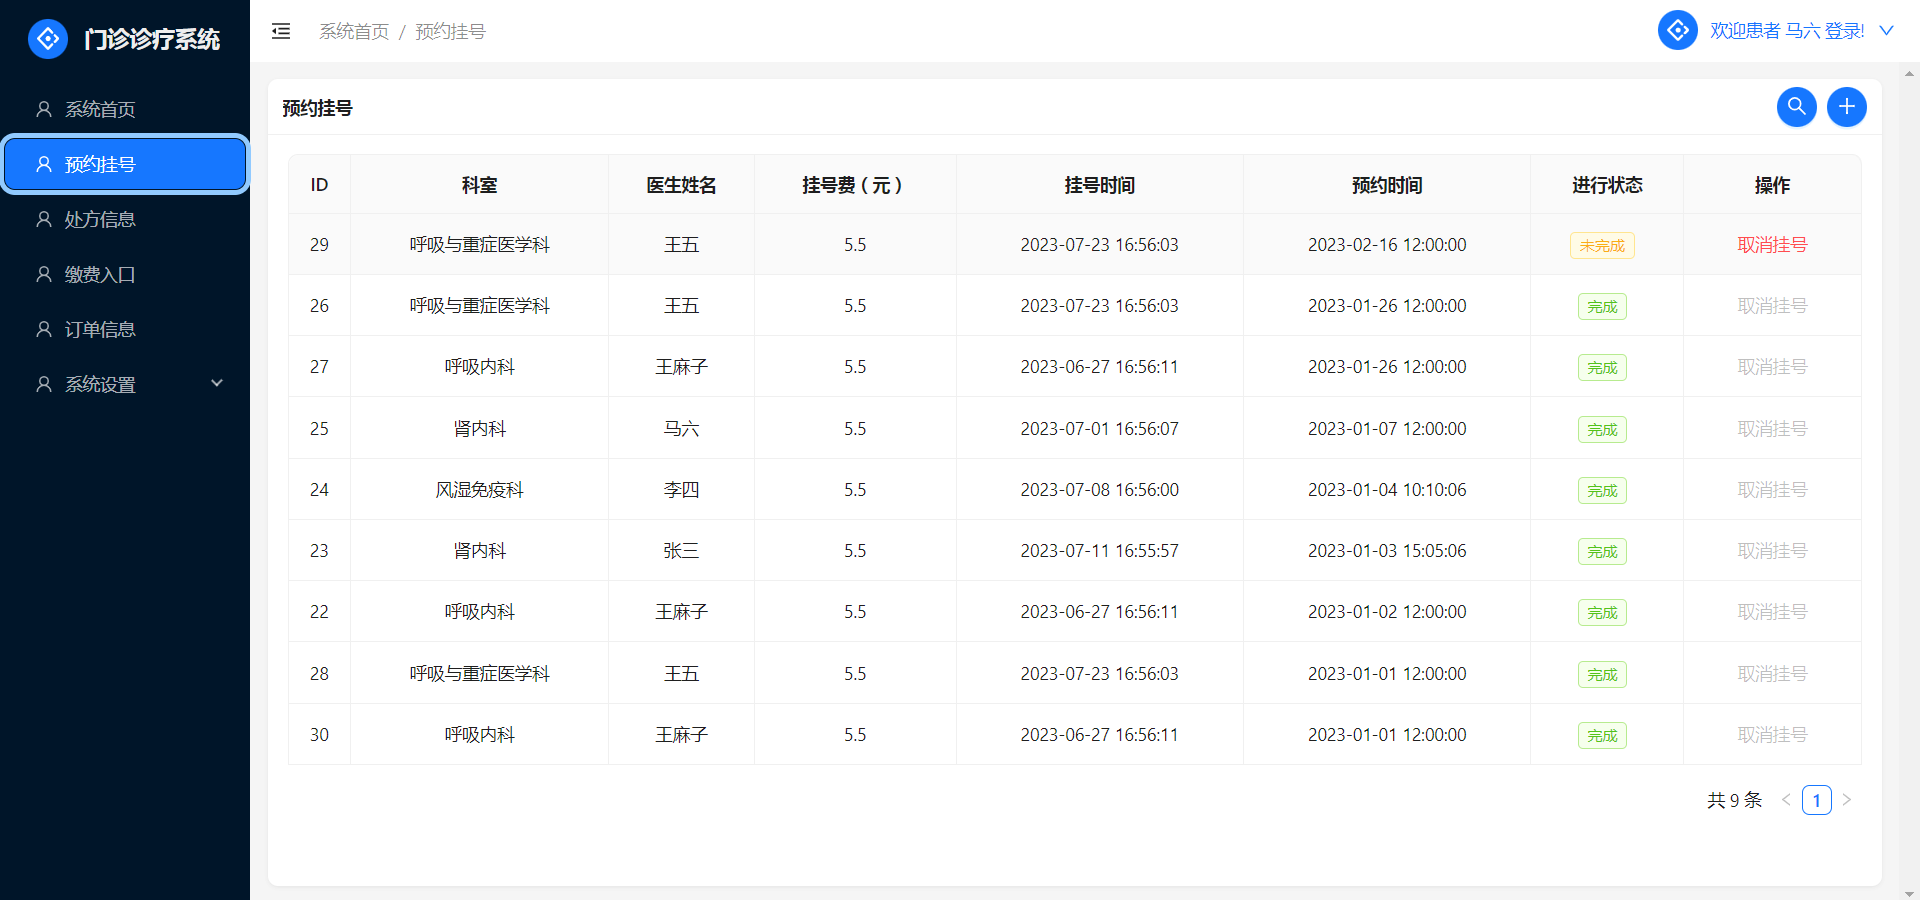 门诊诊疗系统
系统首页 / 预约挂号
欢迎患者 马六 登录!
系统首页
预约挂号
处方信息
缴费入口
订单信息
系统设置
预约挂号
ID 科室 医生姓名 挂号费（元） 挂号时间 预约时间 进行状态 操作
29 呼吸与重症医学科 王五 5.5 2023-07-23 16:56:03 2023-02-16 12:00:00 未完成 取消挂号
26 呼吸与重症医学科 王五 5.5 2023-07-23 16:56:03 2023-01-26 12:00:00 完成 取消挂号
27 呼吸内科 王麻子 5.5 2023-06-27 16:56:11 2023-01-26 12:00:00 完成 取消挂号
25 肾内科 马六 5.5 2023-07-01 16:56:07 2023-01-07 12:00:00 完成 取消挂号
24 风湿免疫科 李四 5.5 2023-07-08 16:56:00 2023-01-04 10:10:06 完成 取消挂号
23 肾内科 张三 5.5 2023-07-11 16:55:57 2023-01-03 15:05:06 完成 取消挂号
22 呼吸内科 王麻子 5.5 2023-06-27 16:56:11 2023-01-02 12:00:00 完成 取消挂号
28 呼吸与重症医学科 王五 5.5 2023-07-23 16:56:03 2023-01-01 12:00:00 完成 取消挂号
30 呼吸内科 王麻子 5.5 2023-06-27 16:56:11 2023-01-01 12:00:00 完成 取消挂号
共 9 条 < 1 >